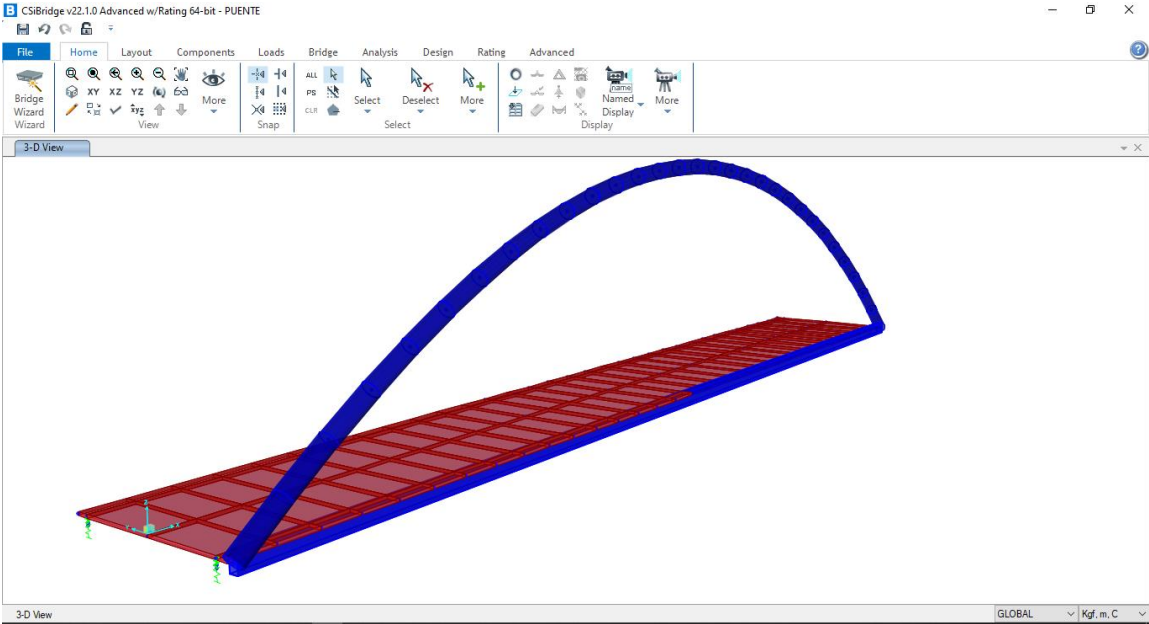 B CSiBridge v22.1.0 Advanced w/Rating 64-bit - PUENTE
File Home Layout Components Loads Bridge Analysis Design Rating Advanced ?
Bridge Wizard
XY XZ YZ
xyz
More
ALL
PS
CLR
Select
Deselect
More
name
Named Display
More
Wizard View Snap Select Display
3-D View
Z
X
3-D View GLOBAL Kgf, m, C